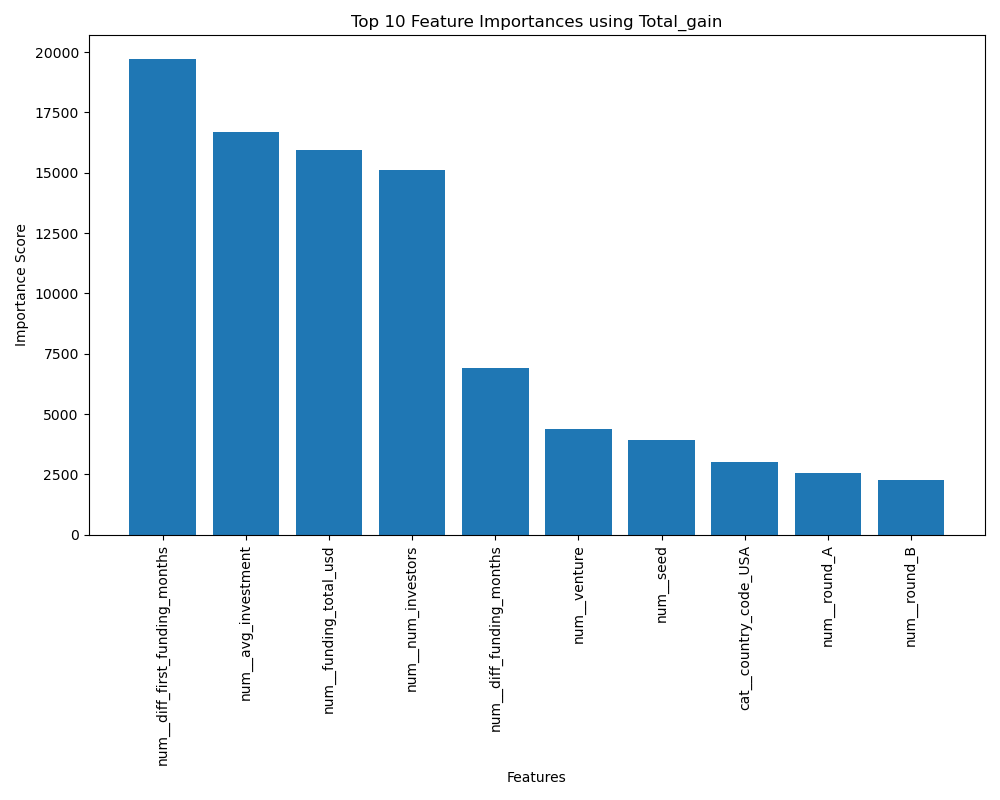 Top 10 Feature Importances using Total_gain
Importance Score
20000
17500
15000
12500
10000
7500
5000
2500
0
num__diff_first_funding_months
num__avg_investment
num__funding_total_usd
num__num_investors
num__diff_funding_months
num__venture
num__seed
cat__country_code_USA
num__round_A
num__round_B
Features